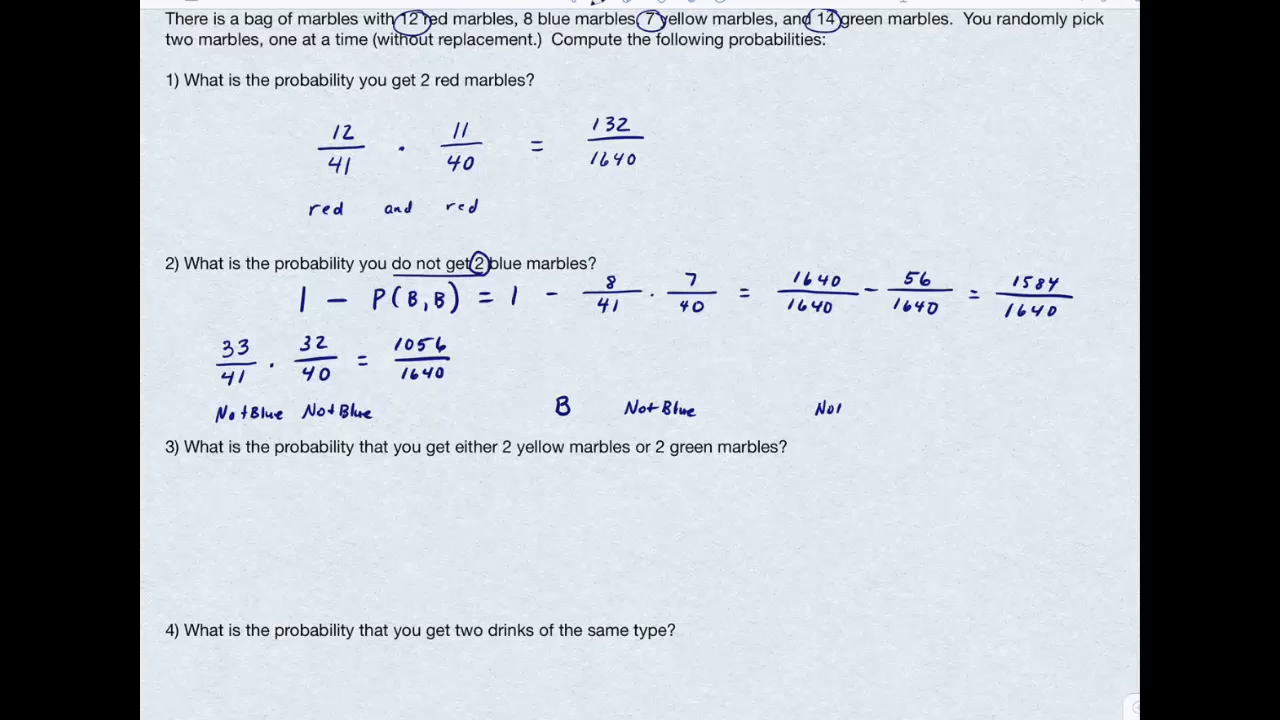 There is a bag of marbles with 12 red marbles, 8 blue marbles, 7 yellow marbles, and 14 green marbles. You randomly pick
two marbles, one at a time (without replacement.) Compute the following probabilities:
1) What is the probability you get 2 red marbles?
12/41 · 11/40 = 132/1640
red and red
2) What is the probability you do not get 2 blue marbles?
1 - P(B,B) = 1 - 8/41 · 7/40 = 1640/1640 - 56/1640 = 1584/1640
33/41 · 32/40 = 1056/1640
Not Blue Not Blue B Not Blue Not
3) What is the probability that you get either 2 yellow marbles or 2 green marbles?
4) What is the probability that you get two drinks of the same type?